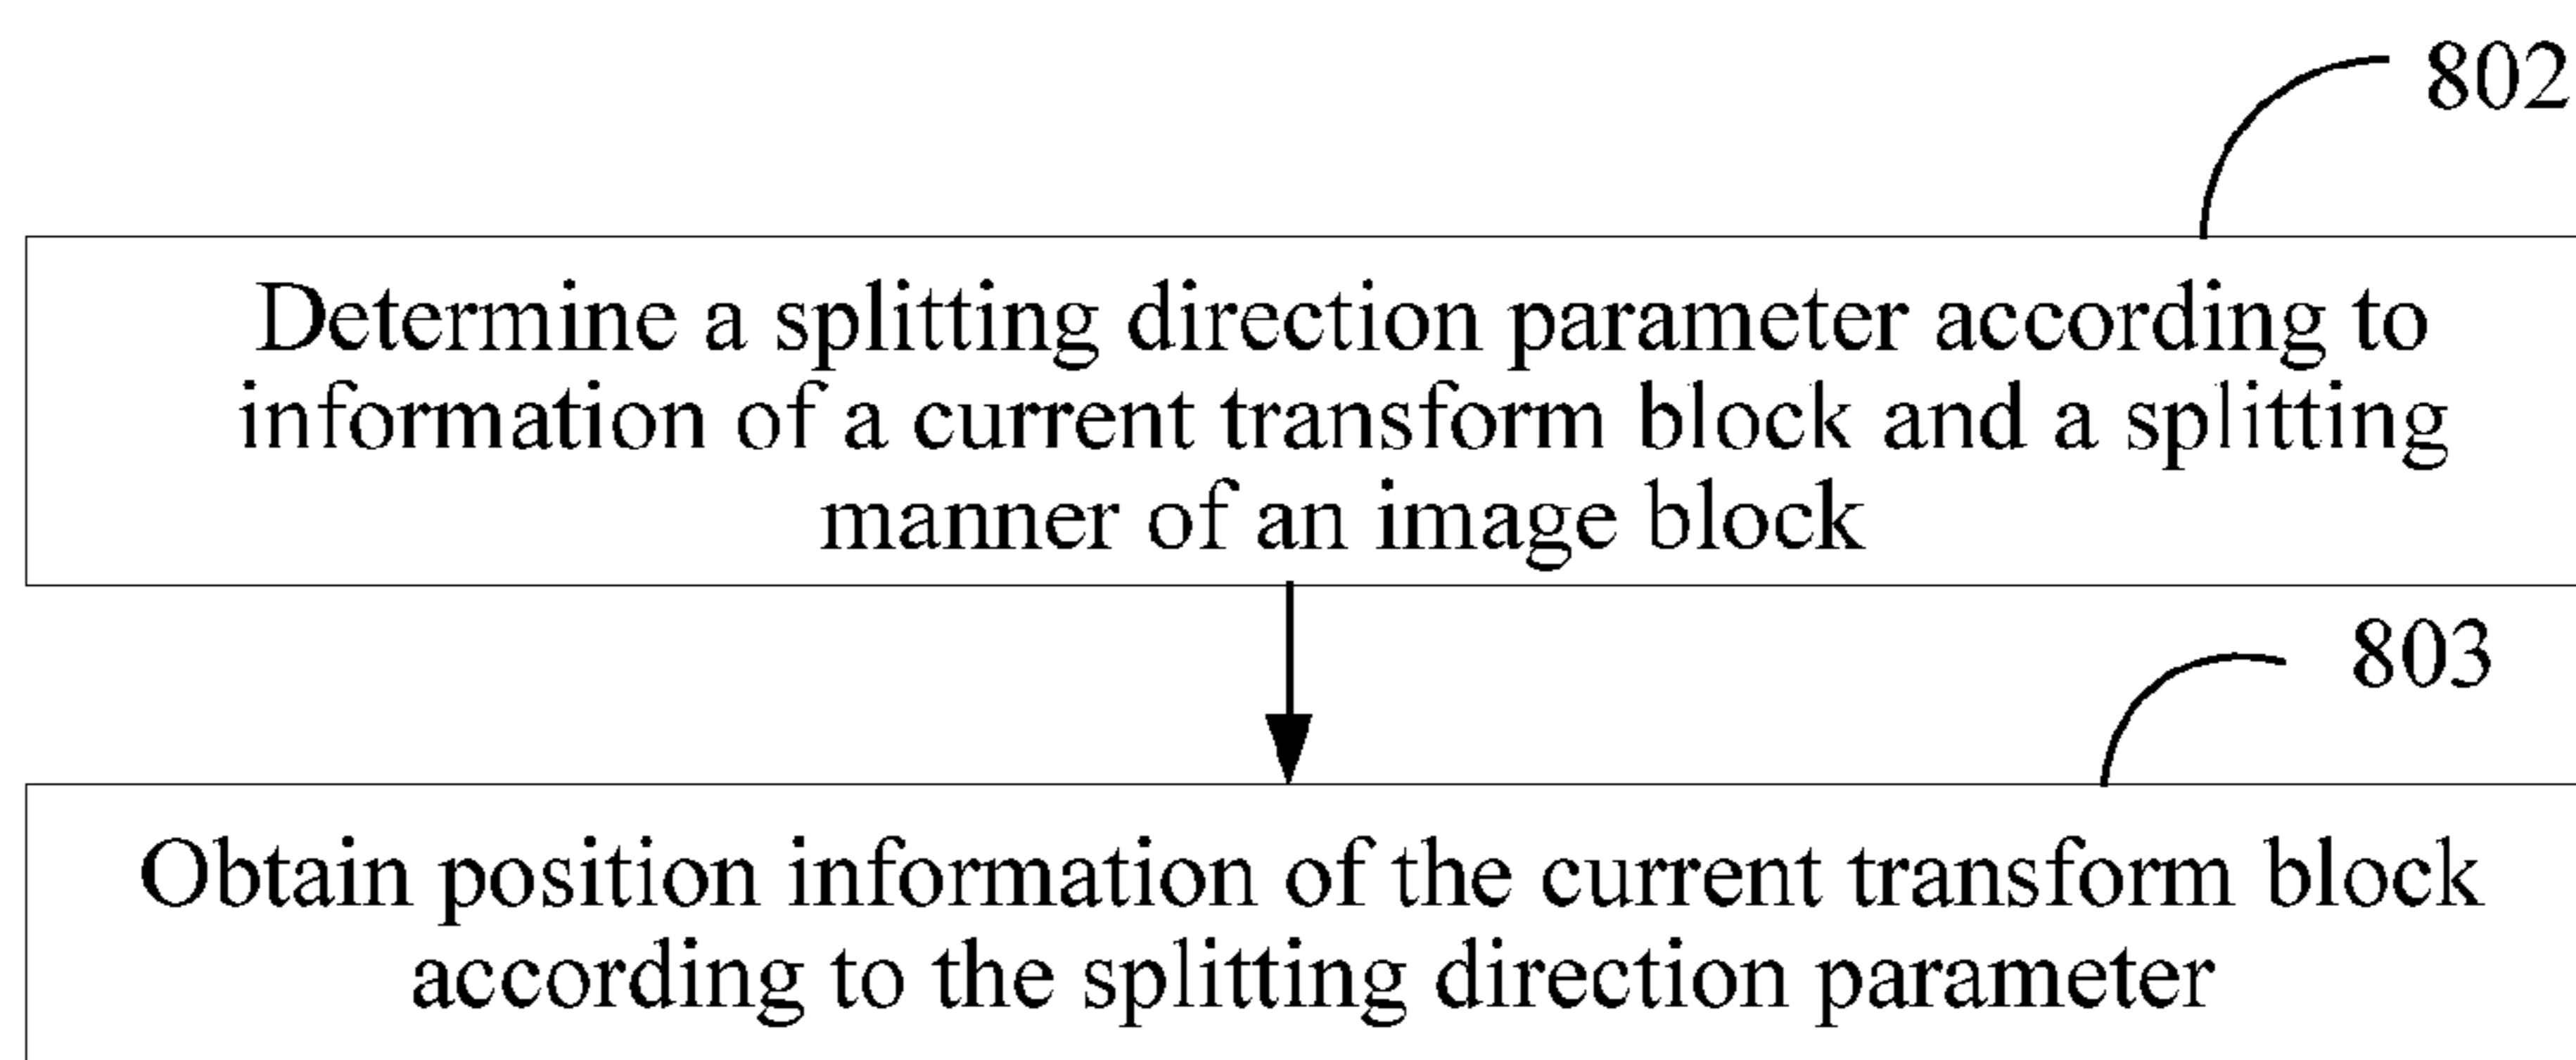 802
Determine a splitting direction parameter according to
information of a current transform block and a splitting
manner of an image block
803
Obtain position information of the current transform block
according to the splitting direction parameter